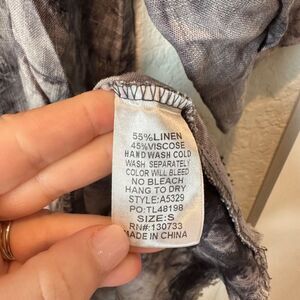 55%LINEN
45%VISCOSE
HAND WASH COLD
WASH SEPARATELY
COLOR WILL BLEED
NO BLEACH
HANG TO DRY
STYLE:A5329
PO:TL48198
SIZE:S
RN#:130733
MADE IN CHINA